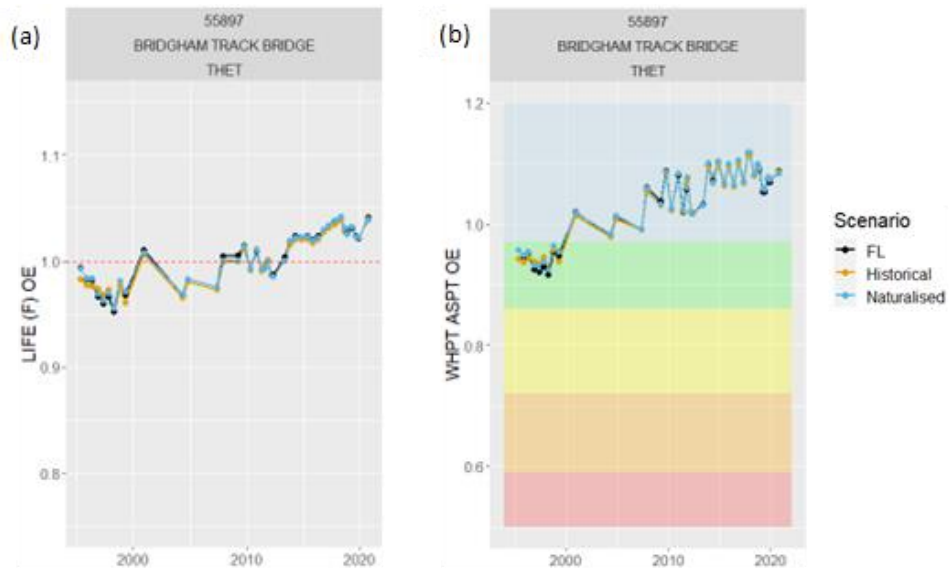 (a)
55897
BRIDGHAM TRACK BRIDGE
THET
LIFE (F) OE
1.1
1.0
0.9
0.8
2000
2010
2020
(b)
55897
BRIDGHAM TRACK BRIDGE
THET
WHPT ASPT OE
1.2
1.0
0.8
0.6
2000
2010
2020
Scenario
FL
Historical
Naturalised